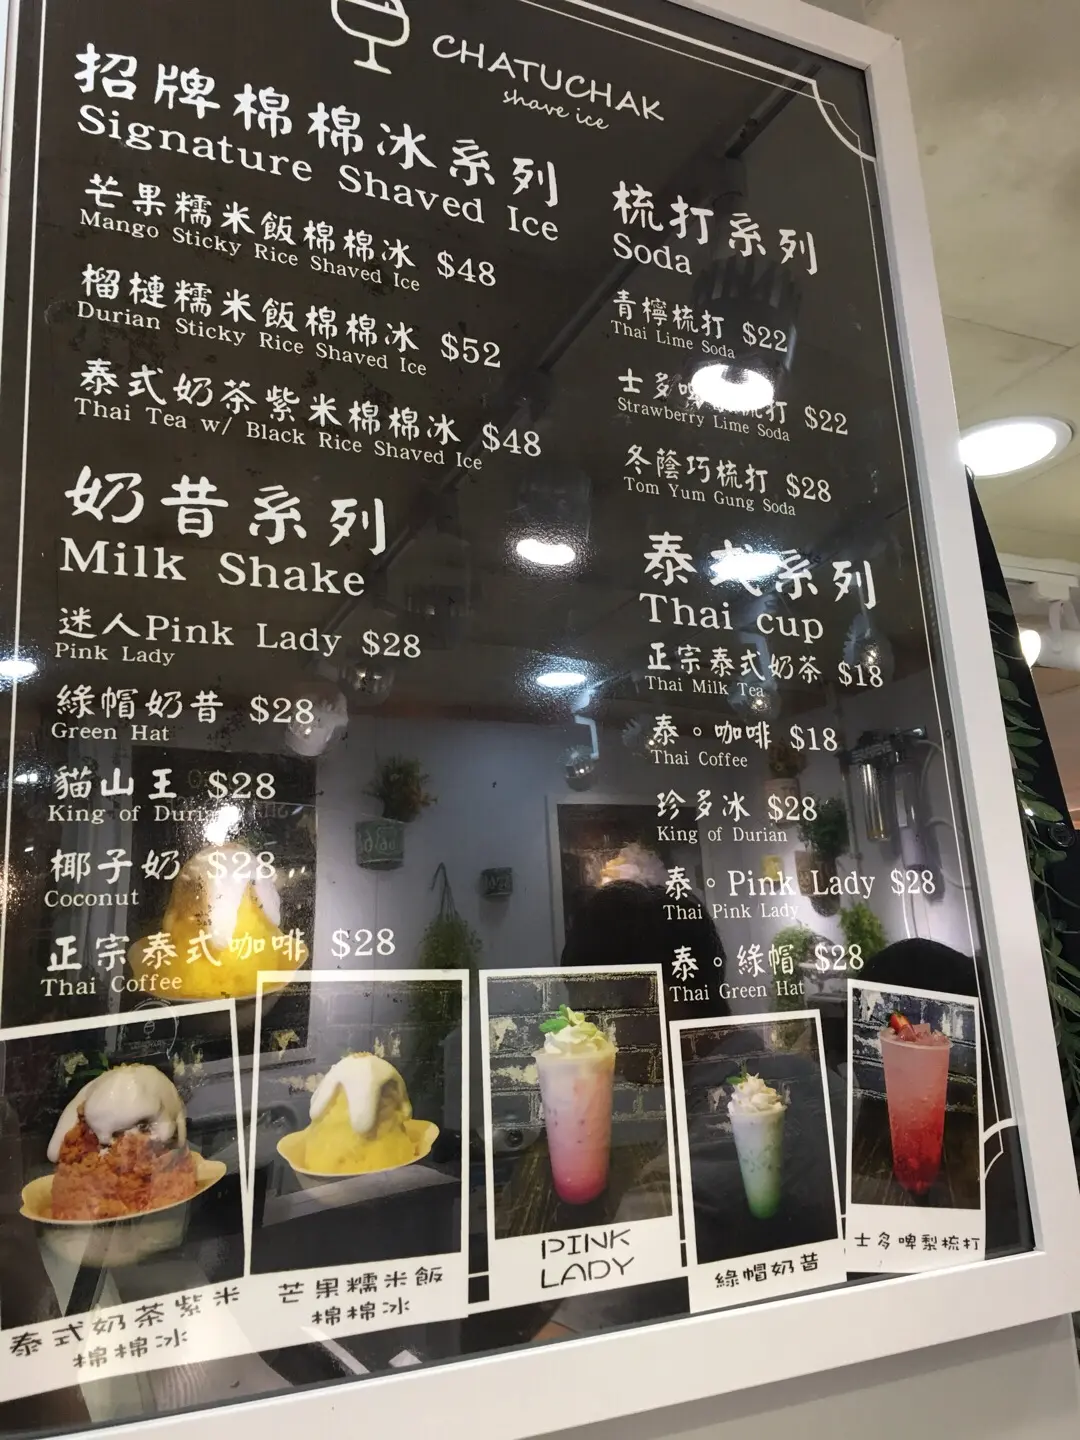 CHATUCHAK
shave ice
招牌棉棉冰系列
Signature Shaved Ice
芒果糯米飯棉棉冰 $48
Mango Sticky Rice Shaved Ice
榴槤糯米飯棉棉冰 $52
Durian Sticky Rice Shaved Ice
泰式奶茶紫米棉棉冰 $48
Thai Tea w/ Black Rice Shaved Ice
奶昔系列
Milk Shake
迷人Pink Lady $28
Pink Lady
綠帽奶昔 $28
Green Hat
貓山王 $28
King of Durian
椰子奶 $28
Coconut
正宗泰式咖啡 $28
Thai Coffee
梳打系列
Soda
青檸梳打 $22
Thai Lime Soda
士多啤梳打 $22
Strawberry Lime Soda
冬蔭巧梳打 $28
Tom Yum Gung Soda
泰式系列
Thai cup
正宗泰式奶茶 $18
Thai Milk Tea
泰。咖啡 $18
Thai Coffee
珍多冰 $28
King of Durian
泰。Pink Lady $28
Thai Pink Lady
泰。綠帽 $28
Thai Green Hat
泰式奶茶紫米
棉棉冰
芒果糯米飯
棉棉冰
PINK
LADY
綠帽奶昔
士多啤梨梳打